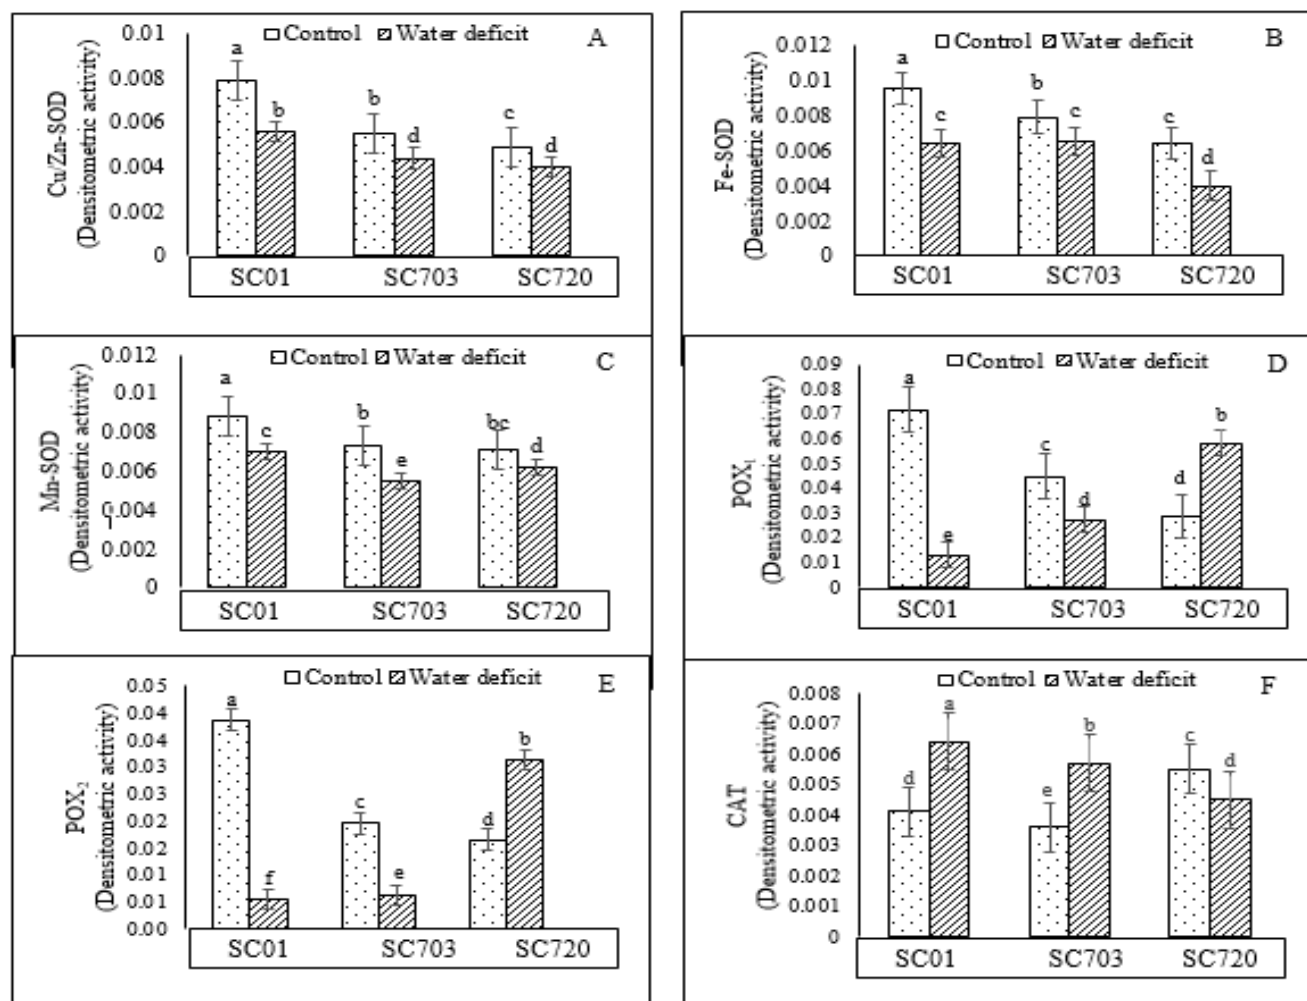 Control Water deficit A
Cu/Zn-SOD
(Densitometric activity)
0.01
0.008
0.006
0.004
0.002
0
a b b d c d
SC01 SC703 SC720
Control Water deficit B
Fe-SOD
(Densitometric activity)
0.012
0.01
0.008
0.006
0.004
0.002
0
a c b c c d
SC01 SC703 SC720
Control Water deficit C
Mn-SOD
(Densitometric activity)
0.012
0.01
0.008
0.006
0.004
0.002
0
a c b e bc d
SC01 SC703 SC720
Control Water deficit D
POX₁
(Densitometric activity)
0.09
0.08
0.07
0.06
0.05
0.04
0.03
0.02
0.01
0
a e c d d b
SC01 SC703 SC720
Control Water deficit E
POX₂
(Densitometric activity)
0.05
0.04
0.04
0.03
0.03
0.02
0.02
0.01
0.01
0.00
a f c e d b
SC01 SC703 SC720
Control Water deficit F
CAT
(Densitometric activity)
0.008
0.007
0.006
0.005
0.004
0.003
0.002
0.001
0
d a e b c d
SC01 SC703 SC720